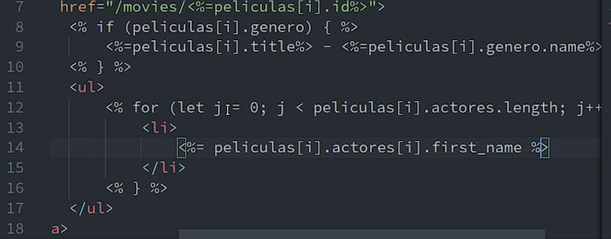 7 href="/movies/<%=peliculas[i].id%>">
8 <% if (peliculas[i].genero) { %>
9 <%=peliculas[i].title%> - <%=peliculas[i].genero.name%>
10 <% } %>
11 <ul>
12 <% for (let j = 0; j < peliculas[i].actores.length; j++
13 <li>
14 <%= peliculas[i].actores[i].first_name %>
15 </li>
16 <% } %>
17 </ul>
18 a>